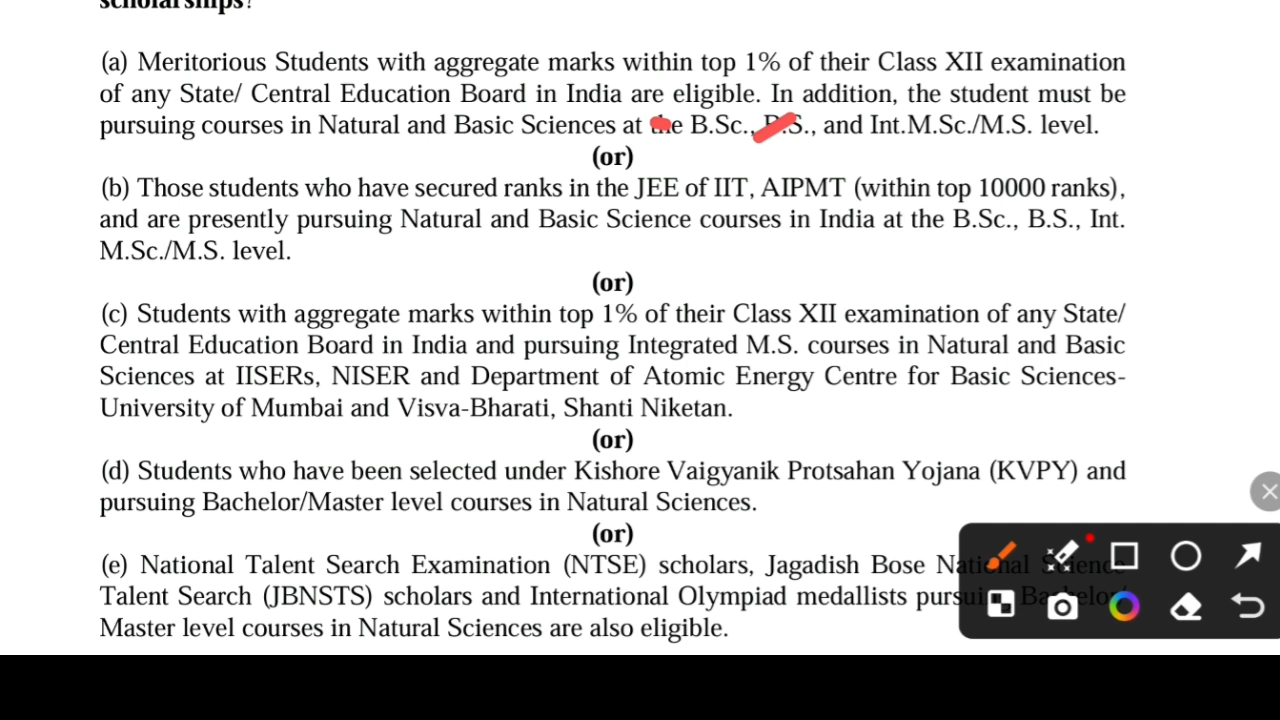 scholarships?
(a) Meritorious Students with aggregate marks within top 1% of their Class XII examination
of any State/ Central Education Board in India are eligible. In addition, the student must be
pursuing courses in Natural and Basic Sciences at the B.Sc., B.S., and Int.M.Sc./M.S. level.
(or)
(b) Those students who have secured ranks in the JEE of IIT, AIPMT (within top 10000 ranks),
and are presently pursuing Natural and Basic Science courses in India at the B.Sc., B.S., Int.
M.Sc./M.S. level.
(or)
(c) Students with aggregate marks within top 1% of their Class XII examination of any State/
Central Education Board in India and pursuing Integrated M.S. courses in Natural and Basic
Sciences at IISERs, NISER and Department of Atomic Energy Centre for Basic Sciences-
University of Mumbai and Visva-Bharati, Shanti Niketan.
(or)
(d) Students who have been selected under Kishore Vaigyanik Protsahan Yojana (KVPY) and
pursuing Bachelor/Master level courses in Natural Sciences.
(or)
(e) National Talent Search Examination (NTSE) scholars, Jagadish Bose National Science
Talent Search (JBNSTS) scholars and International Olympiad medallists pursuing Bachelor/
Master level courses in Natural Sciences are also eligible.